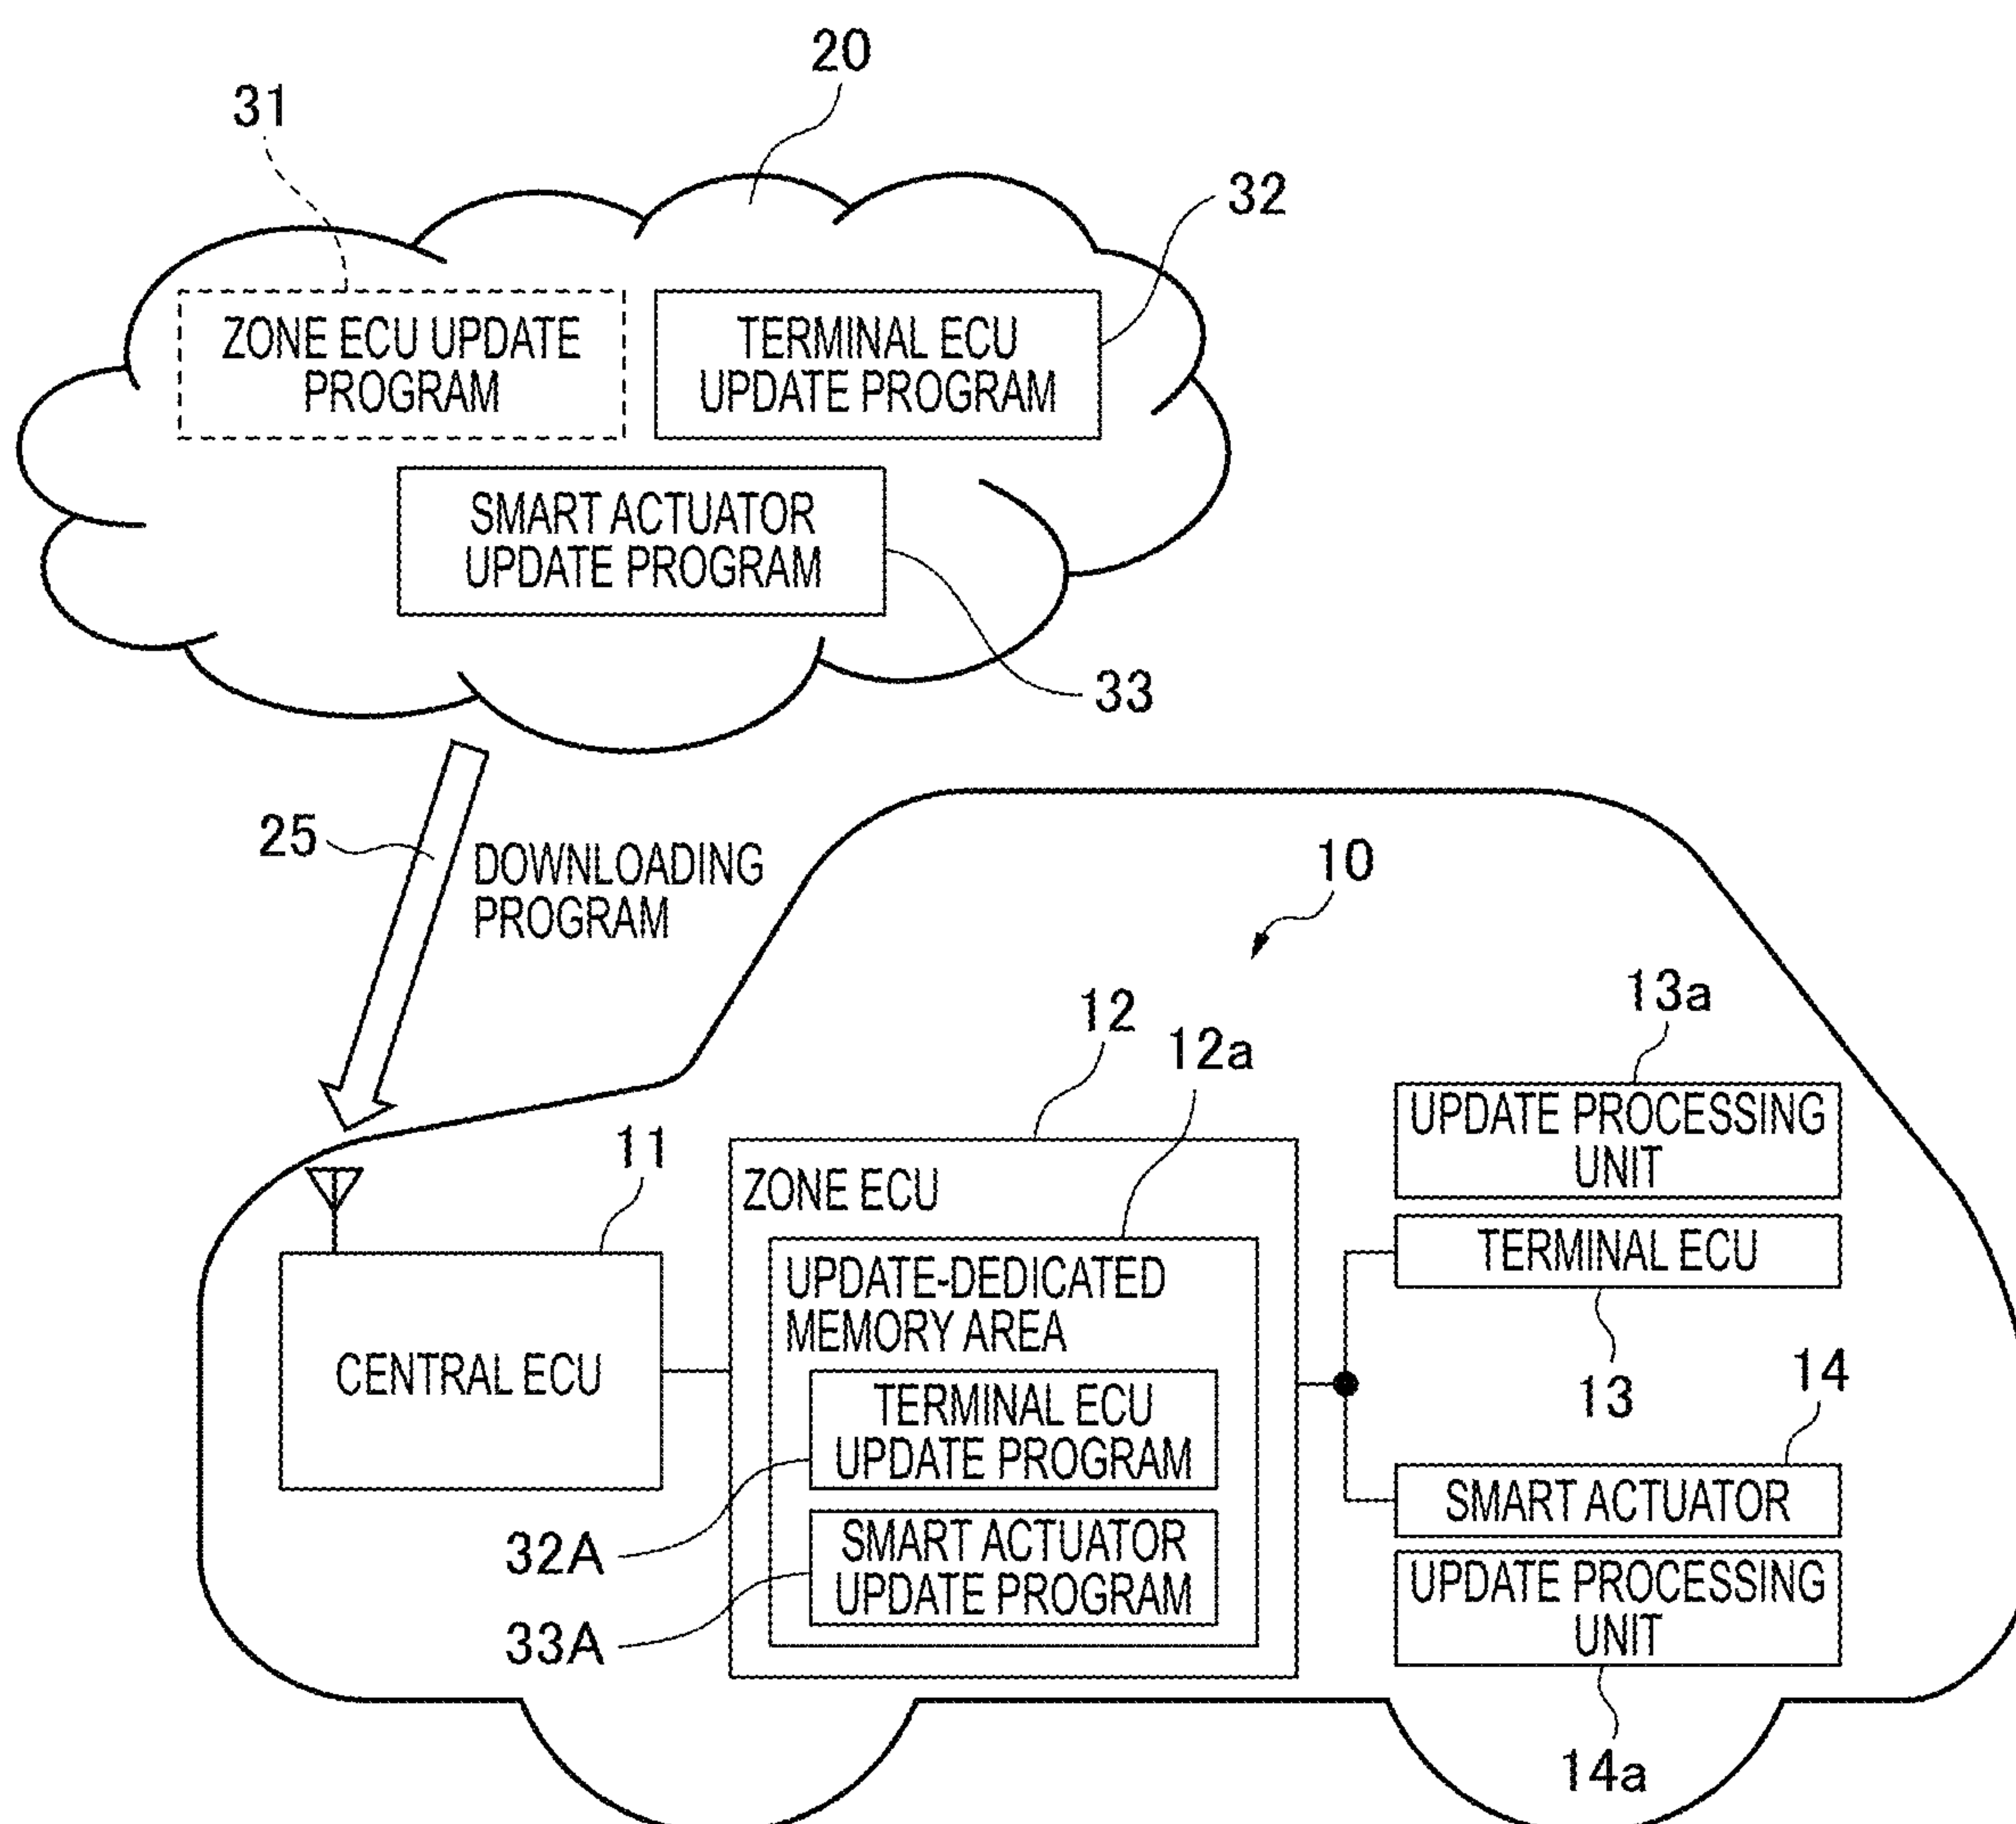 20
31
32
ZONE ECU UPDATE
PROGRAM
TERMINAL ECU
UPDATE PROGRAM
SMART ACTUATOR
UPDATE PROGRAM
33
25
DOWNLOADING
PROGRAM
10
12
12a
13a
11
ZONE ECU
UPDATE-DEDICATED
MEMORY AREA
CENTRAL ECU
TERMINAL ECU
UPDATE PROGRAM
32A
SMART ACTUATOR
UPDATE PROGRAM
33A
UPDATE PROCESSING
UNIT
TERMINAL ECU
13
14
SMART ACTUATOR
UPDATE PROCESSING
UNIT
14a